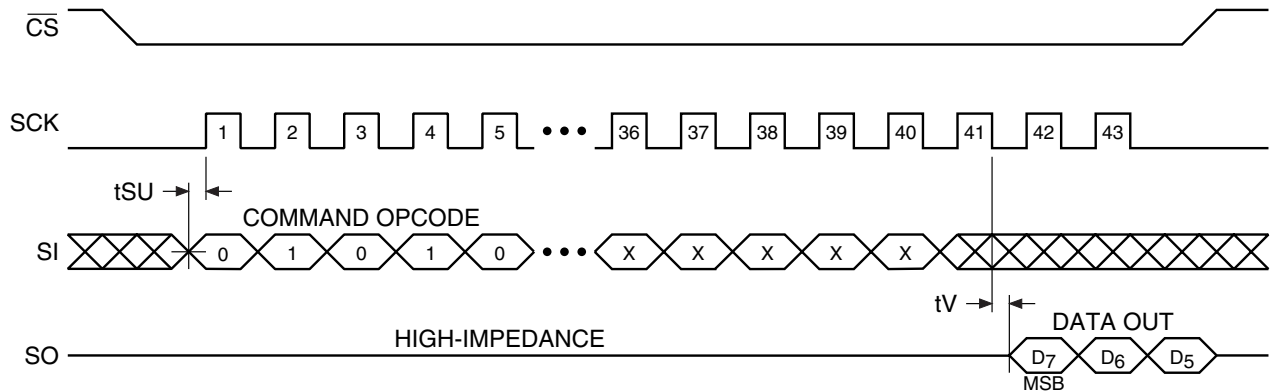 CS
SCK 1 2 3 4 5 ••• 36 37 38 39 40 41 42 43
tSU
COMMAND OPCODE
SI 0 1 0 1 0 ••• X X X X X
tV
HIGH-IMPEDANCE DATA OUT
SO D7 D6 D5
MSB